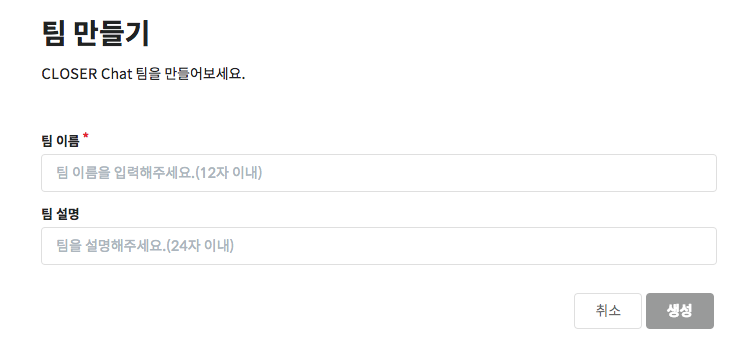 팀 만들기
CLOSER Chat 팀을 만들어보세요.
팀 이름 *
팀 이름을 입력해주세요.(12자 이내)
팀 설명
팀을 설명해주세요.(24자 이내)
취소 생성